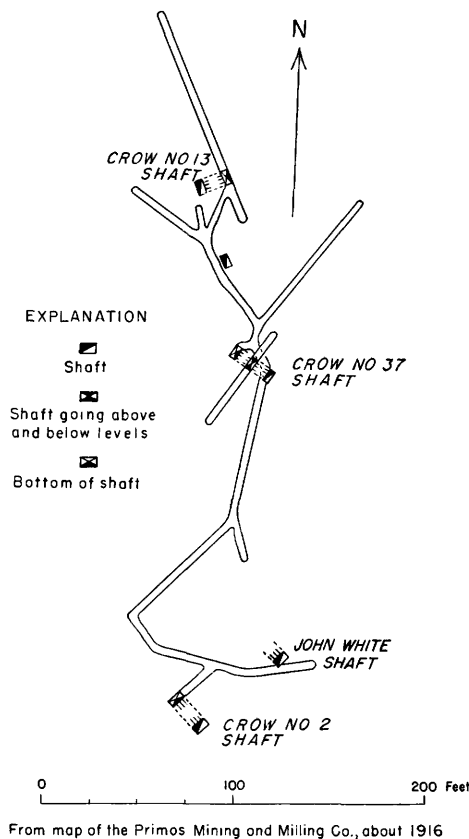 N
CROW NO 13
SHAFT
EXPLANATION
Shaft
Shaft going above
and below levels
Bottom of shaft
CROW NO 37
SHAFT
JOHN WHITE
SHAFT
CROW NO 2
SHAFT
0 100 200 Feet
From map of the Primos Mining and Milling Co., about 1916